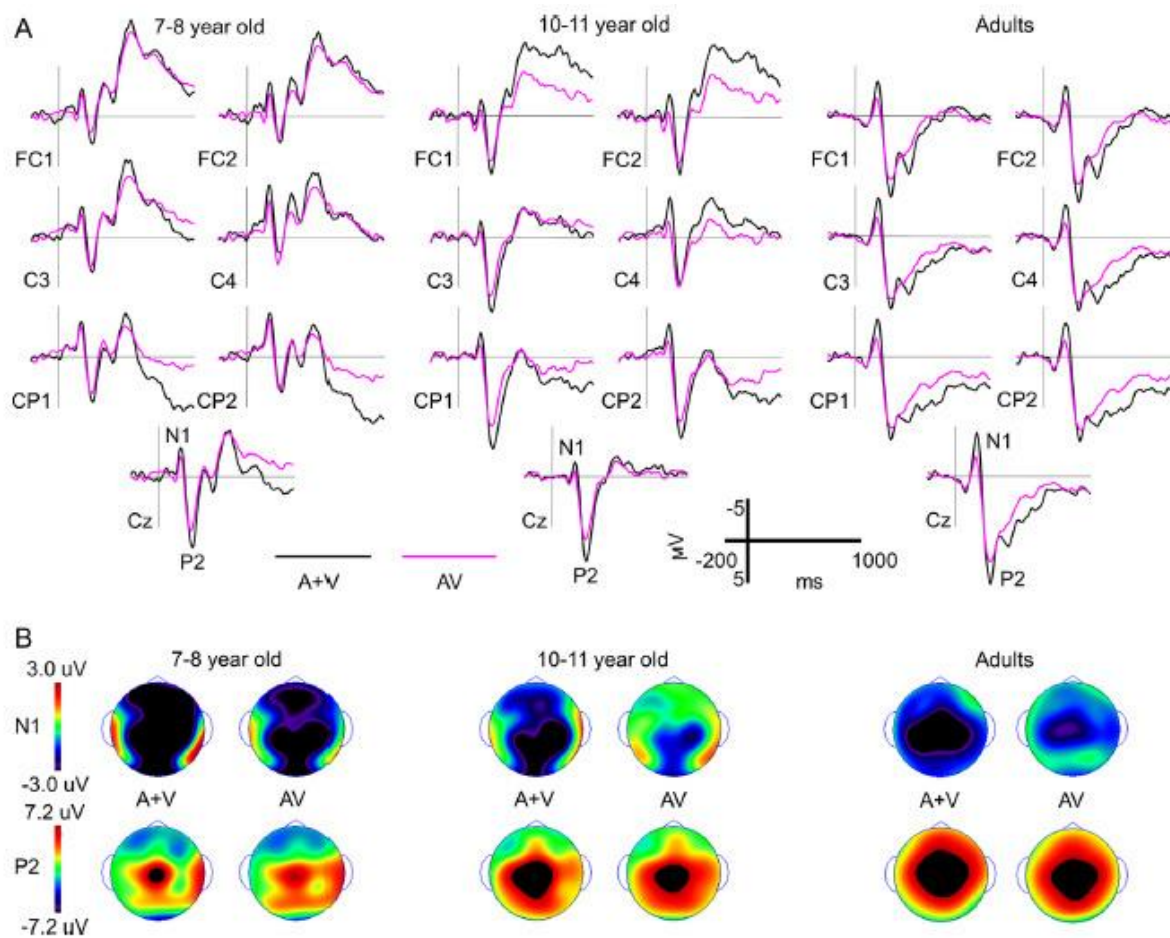 A
7-8 year old 10-11 year old Adults
FC1 FC2 FC1 FC2 FC1 FC2
C3 C4 C3 C4 C3 C4
CP1 CP2 CP1 CP2 CP1 CP2
N1 N1 N1
Cz Cz Cz
P2 P2 P2
A+V AV
-5
µV
-200 1000
5 ms
B
7-8 year old 10-11 year old Adults
3.0 uV
N1
-3.0 uV
A+V AV A+V AV A+V AV
7.2 µV
P2
-7.2 µV